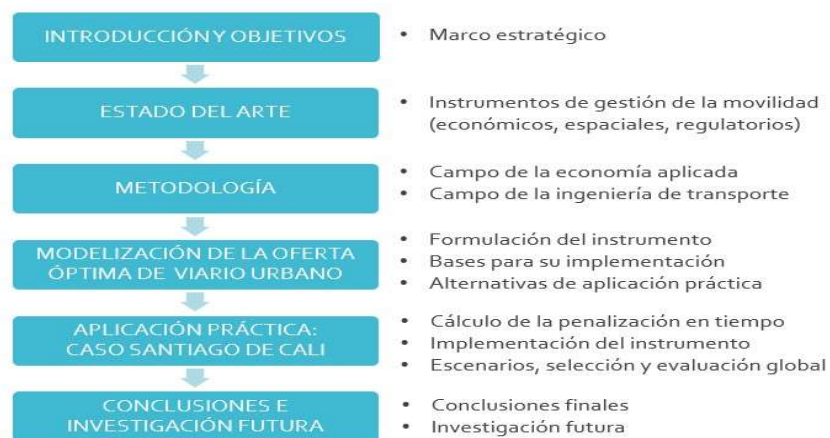 INTRODUCCIÓN Y OBJETIVOS
• Marco estratégico
ESTADO DEL ARTE
• Instrumentos de gestión de la movilidad
(económicos, espaciales, regulatorios)
METODOLOGÍA
• Campo de la economía aplicada
• Campo de la ingeniería de transporte
MODELIZACIÓN DE LA OFERTA
ÓPTIMA DE VIARIO URBANO
• Formulación del instrumento
• Bases para su implementación
• Alternativas de aplicación práctica
APLICACIÓN PRÁCTICA:
CASO SANTIAGO DE CALI
• Cálculo de la penalización en tiempo
• Implementación del instrumento
• Escenarios, selección y evaluación global
CONCLUSIONES E
INVESTIGACIÓN FUTURA
• Conclusiones finales
• Investigación futura